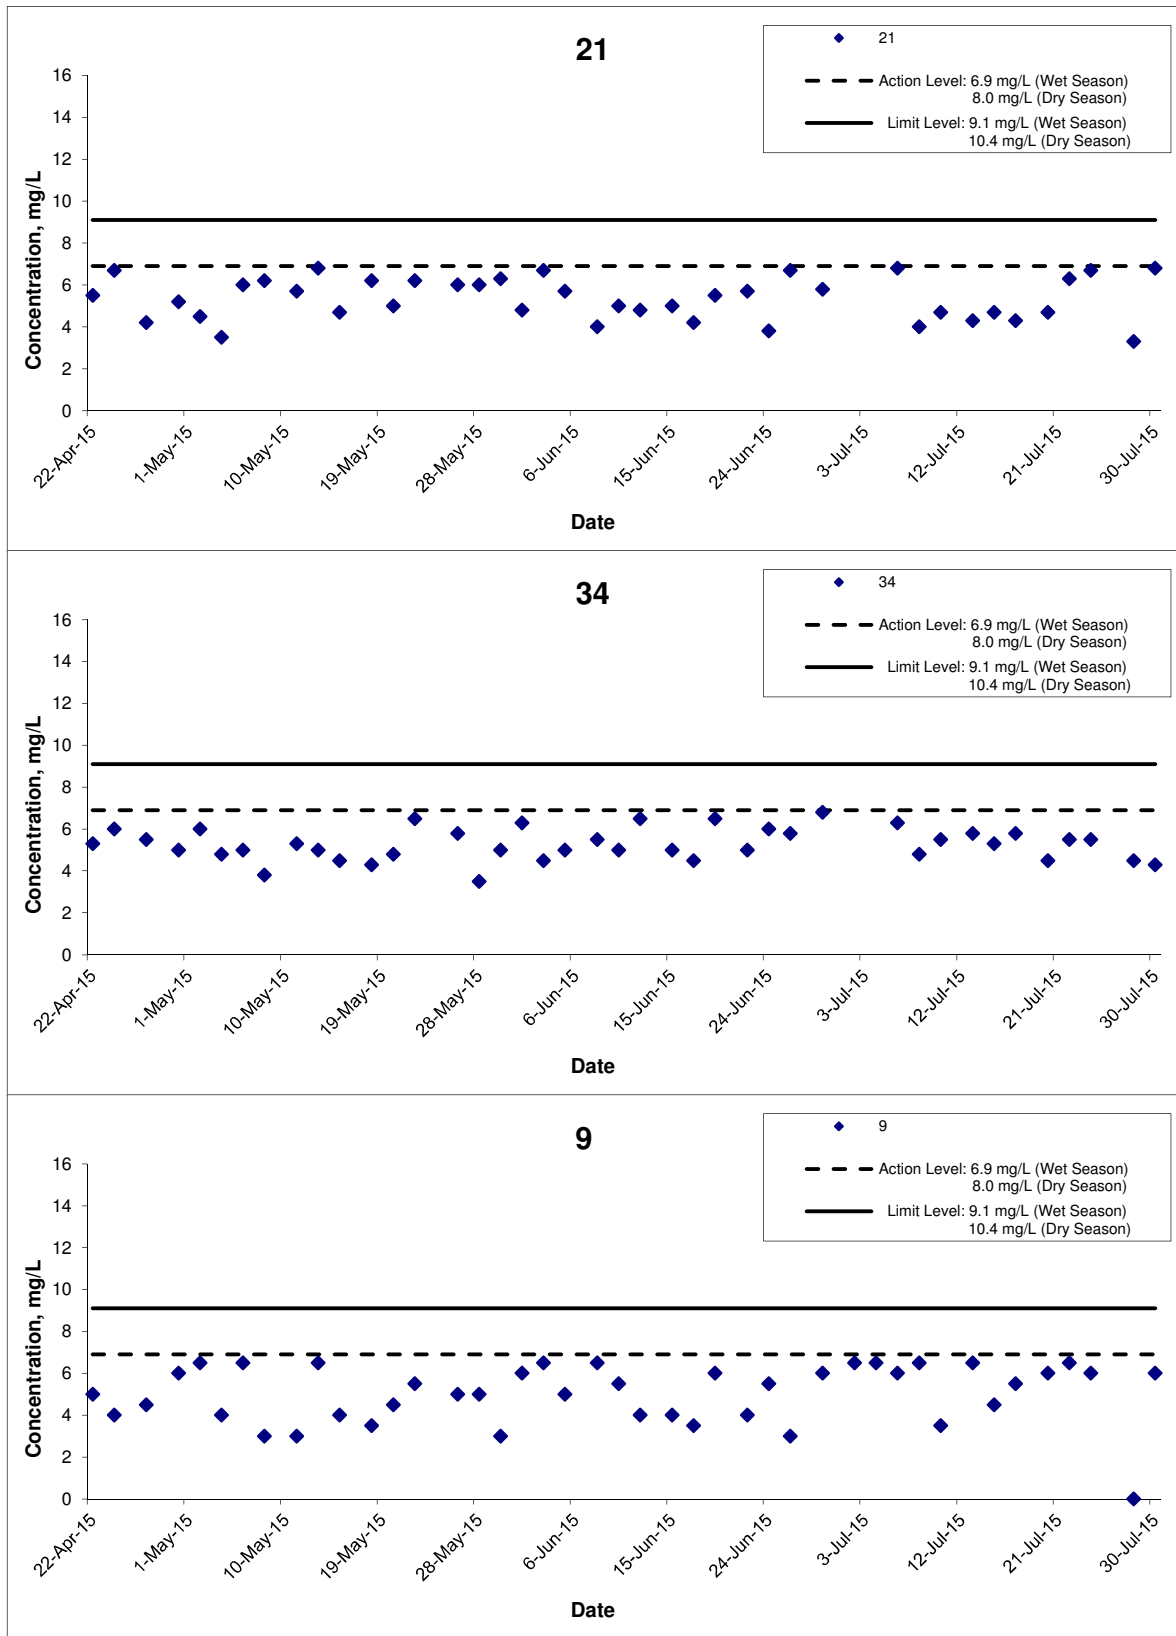 21
21
Action Level: 6.9 mg/L (Wet Season)
8.0 mg/L (Dry Season)
Limit Level: 9.1 mg/L (Wet Season)
10.4 mg/L (Dry Season)
Concentration, mg/L
16
14
12
10
8
6
4
2
0
22-Apr-15
1-May-15
10-May-15
19-May-15
28-May-15
6-Jun-15
15-Jun-15
24-Jun-15
3-Jul-15
12-Jul-15
21-Jul-15
30-Jul-15
Date
34
34
Action Level: 6.9 mg/L (Wet Season)
8.0 mg/L (Dry Season)
Limit Level: 9.1 mg/L (Wet Season)
10.4 mg/L (Dry Season)
Concentration, mg/L
16
14
12
10
8
6
4
2
0
22-Apr-15
1-May-15
10-May-15
19-May-15
28-May-15
6-Jun-15
15-Jun-15
24-Jun-15
3-Jul-15
12-Jul-15
21-Jul-15
30-Jul-15
Date
9
9
Action Level: 6.9 mg/L (Wet Season)
8.0 mg/L (Dry Season)
Limit Level: 9.1 mg/L (Wet Season)
10.4 mg/L (Dry Season)
Concentration, mg/L
16
14
12
10
8
6
4
2
0
22-Apr-15
1-May-15
10-May-15
19-May-15
28-May-15
6-Jun-15
15-Jun-15
24-Jun-15
3-Jul-15
12-Jul-15
21-Jul-15
30-Jul-15
Date